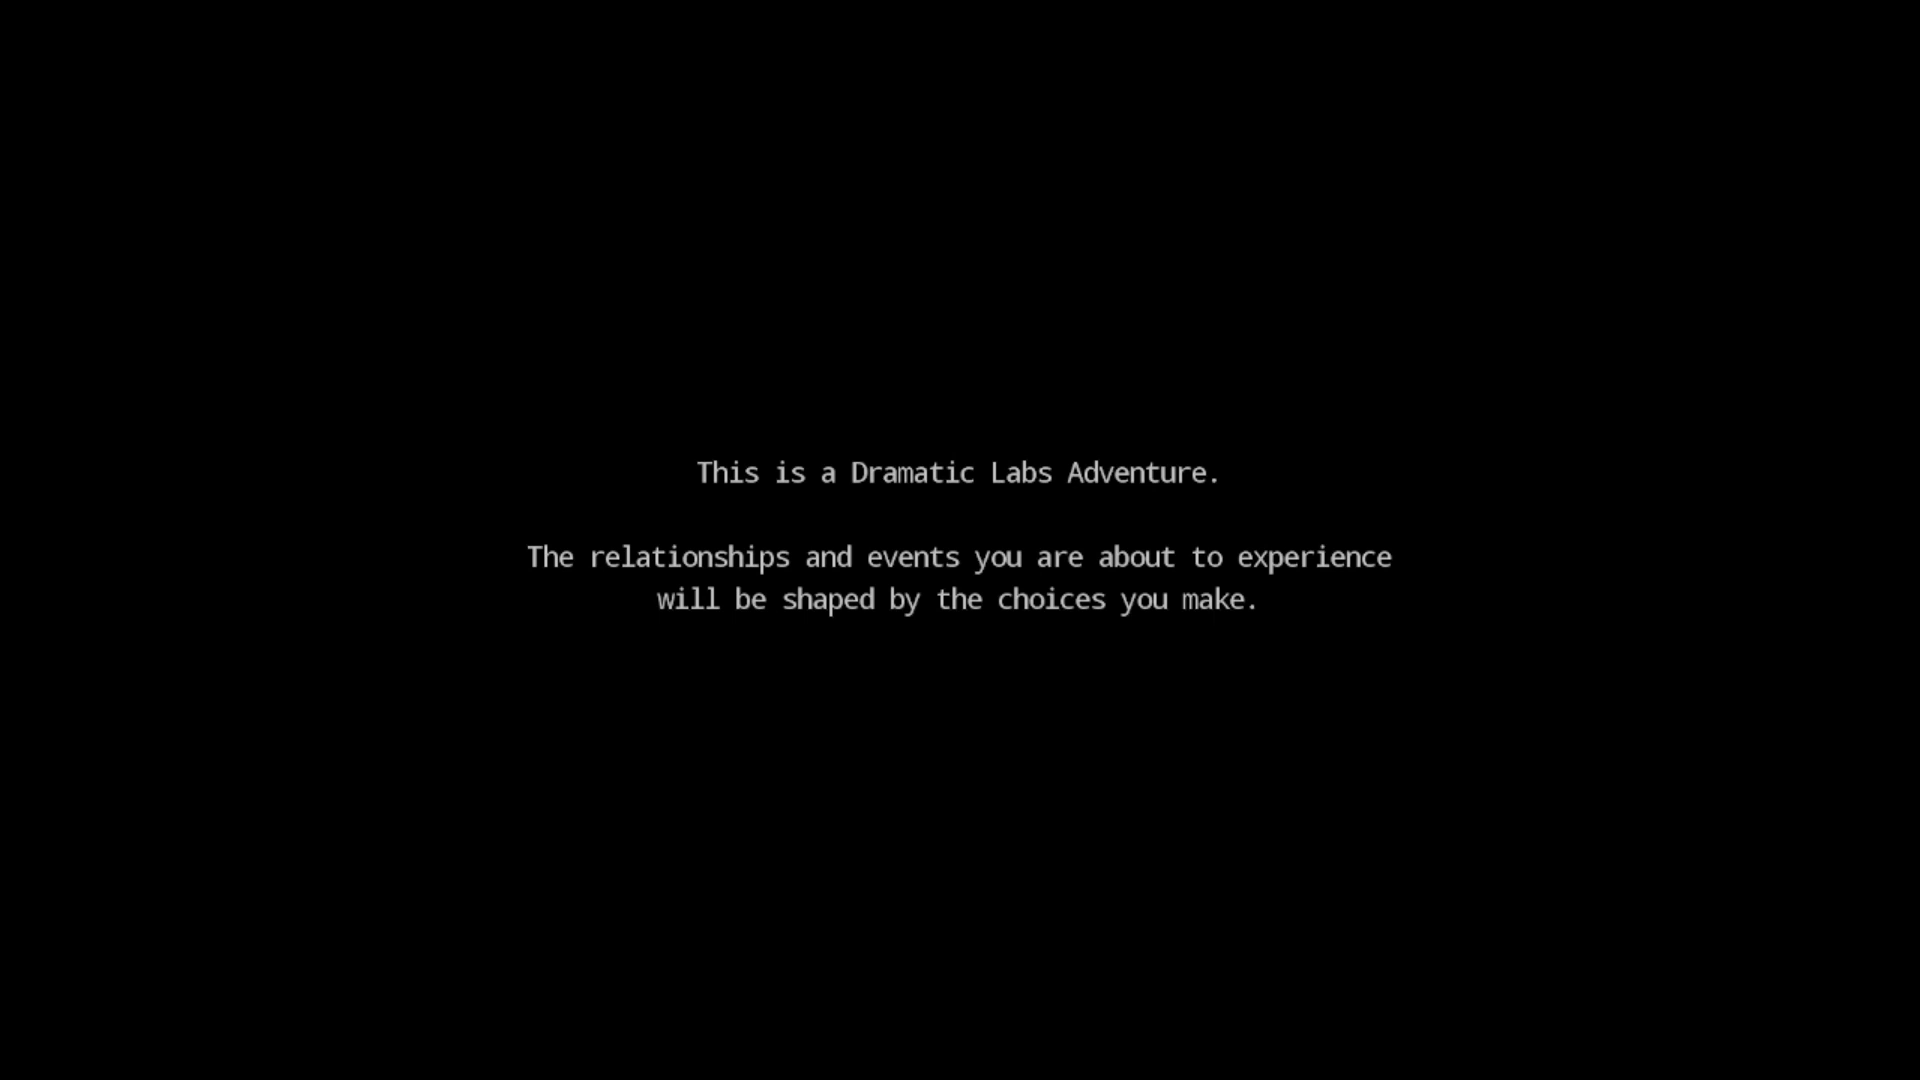 This is a Dramatic Labs Adventure.
The relationships and events you are about to experience
will be shaped by the choices you make.